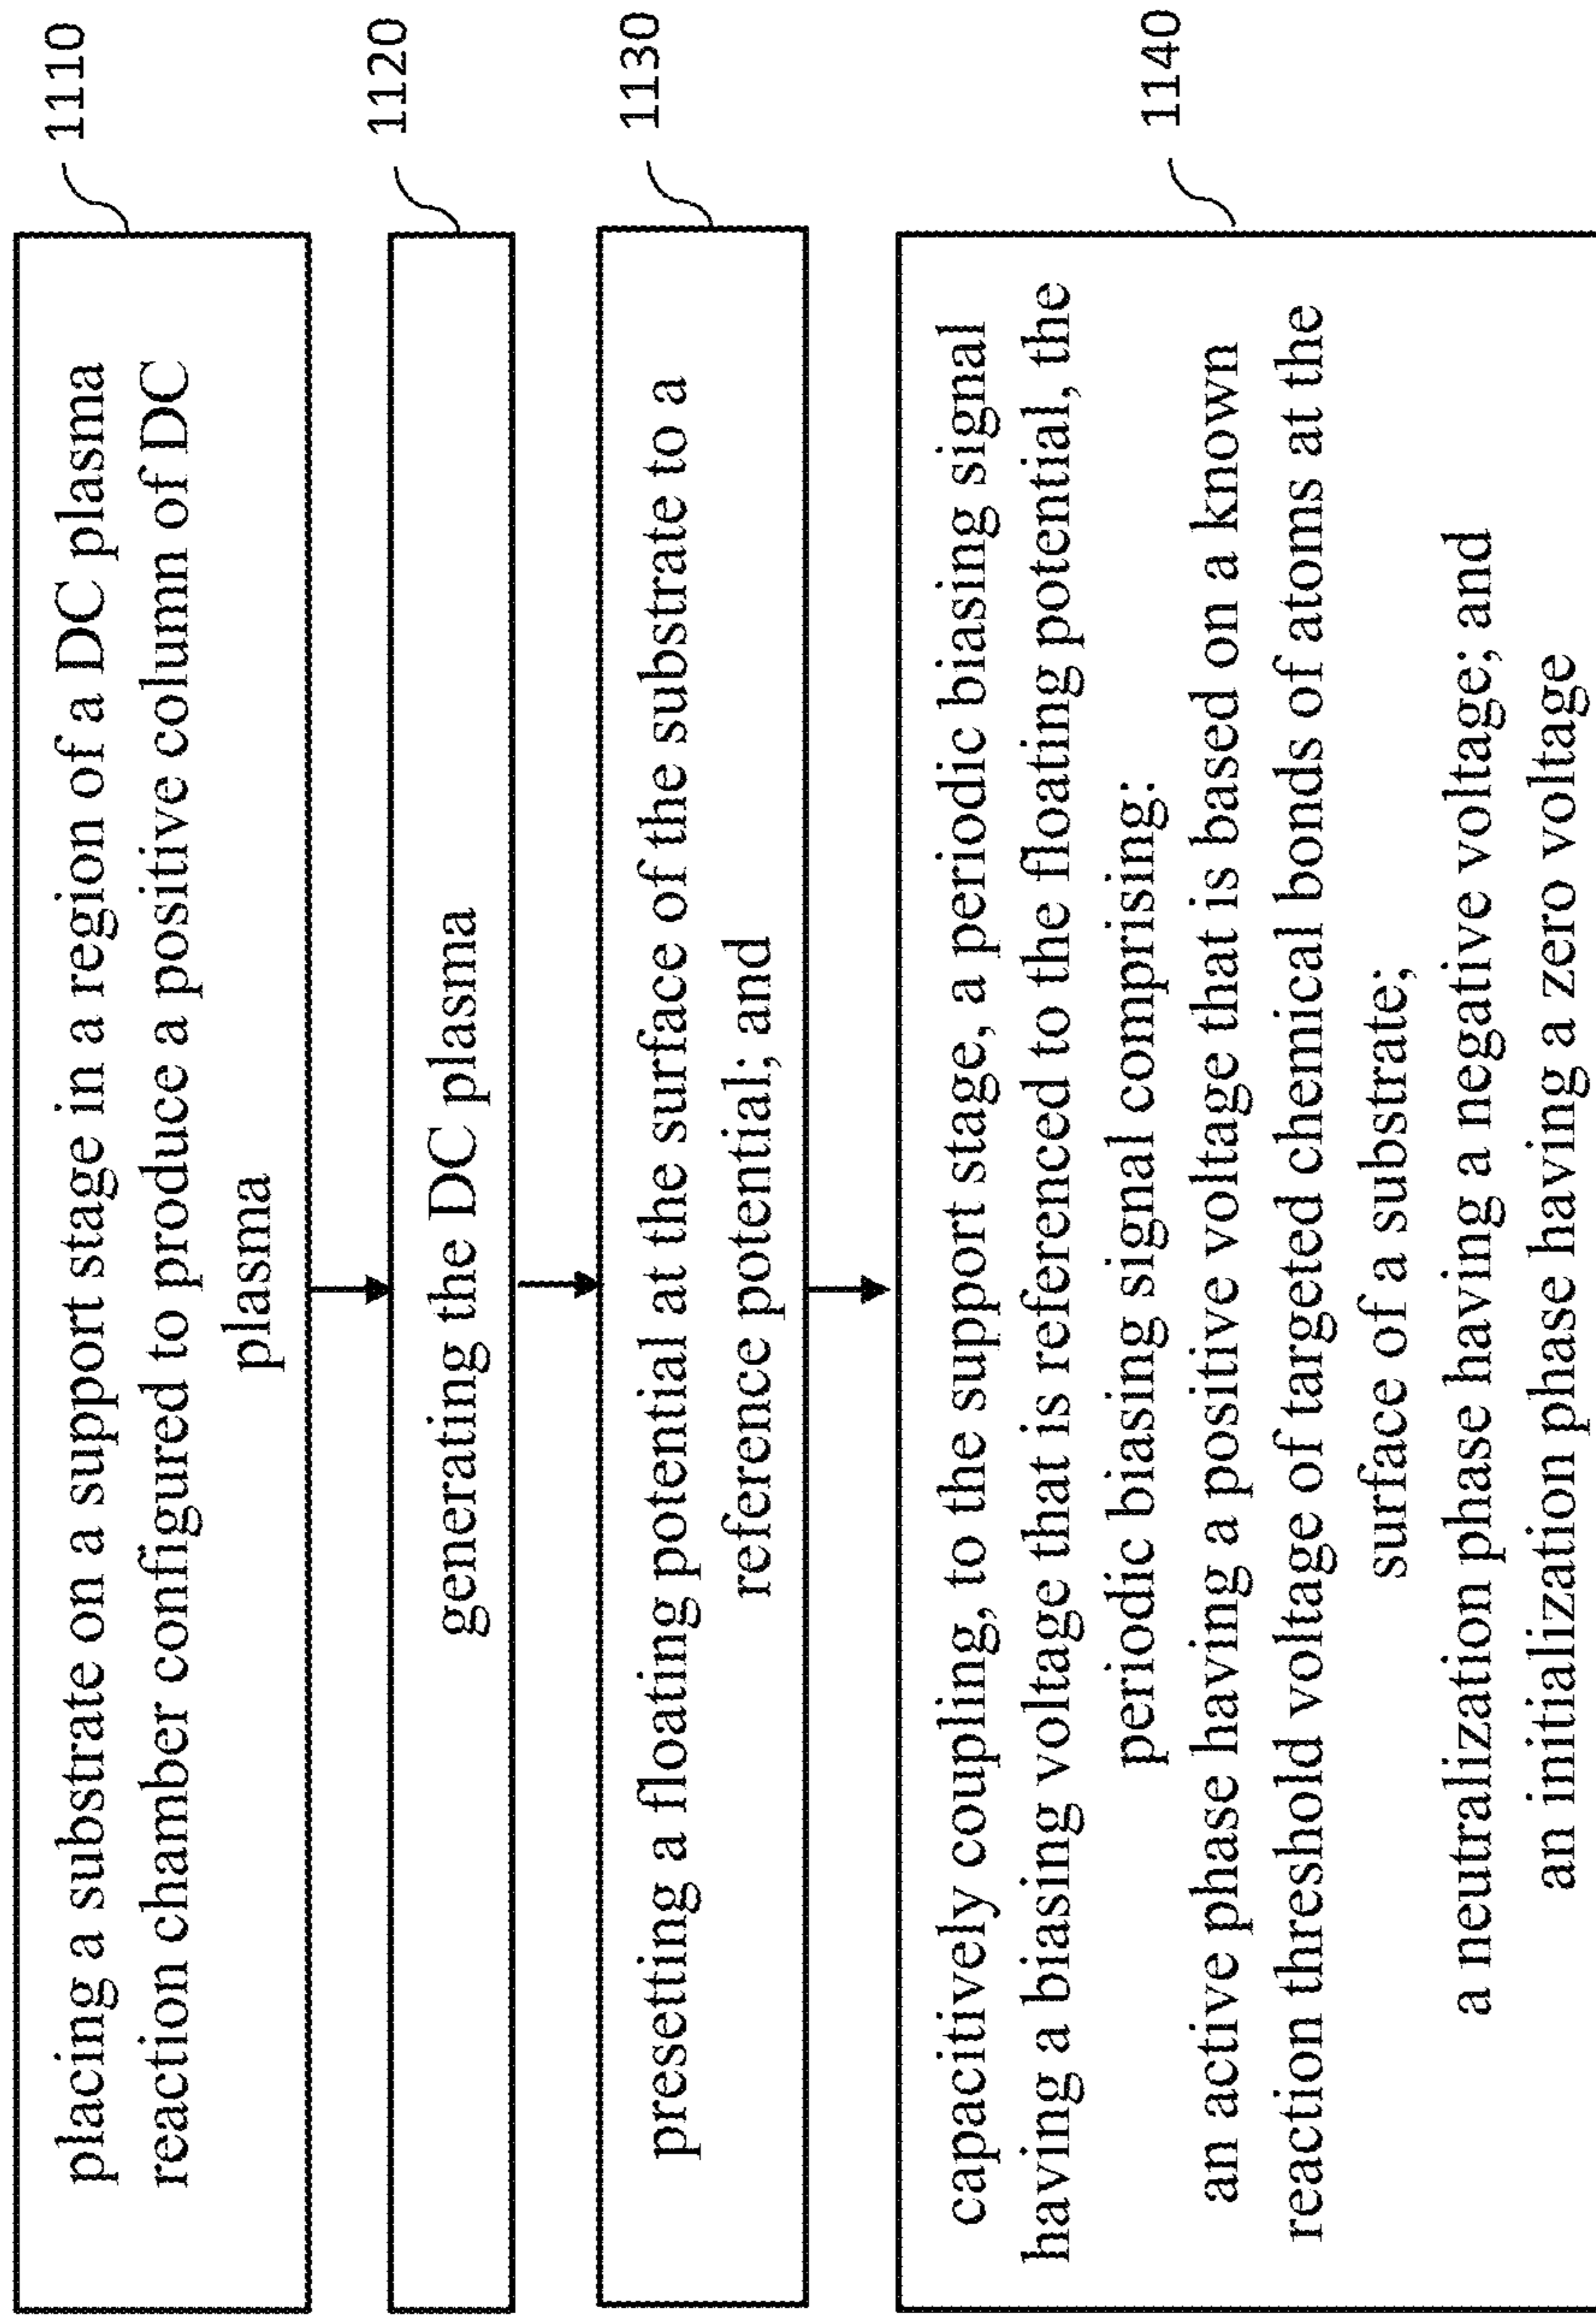 placing a substrate on a support stage in a region of a DC plasma
reaction chamber configured to produce a positive column of DC
plasma
1110
generating the DC plasma
1120
presetting a floating potential at the surface of the substrate to a
reference potential; and
1130
capacitively coupling, to the support stage, a periodic biasing signal
having a biasing voltage that is referenced to the floating potential, the
periodic biasing signal comprising:
an active phase having a positive voltage that is based on a known
reaction threshold voltage of targeted chemical bonds of atoms at the
surface of a substrate;
a neutralization phase having a negative voltage; and
an initialization phase having a zero voltage
1140